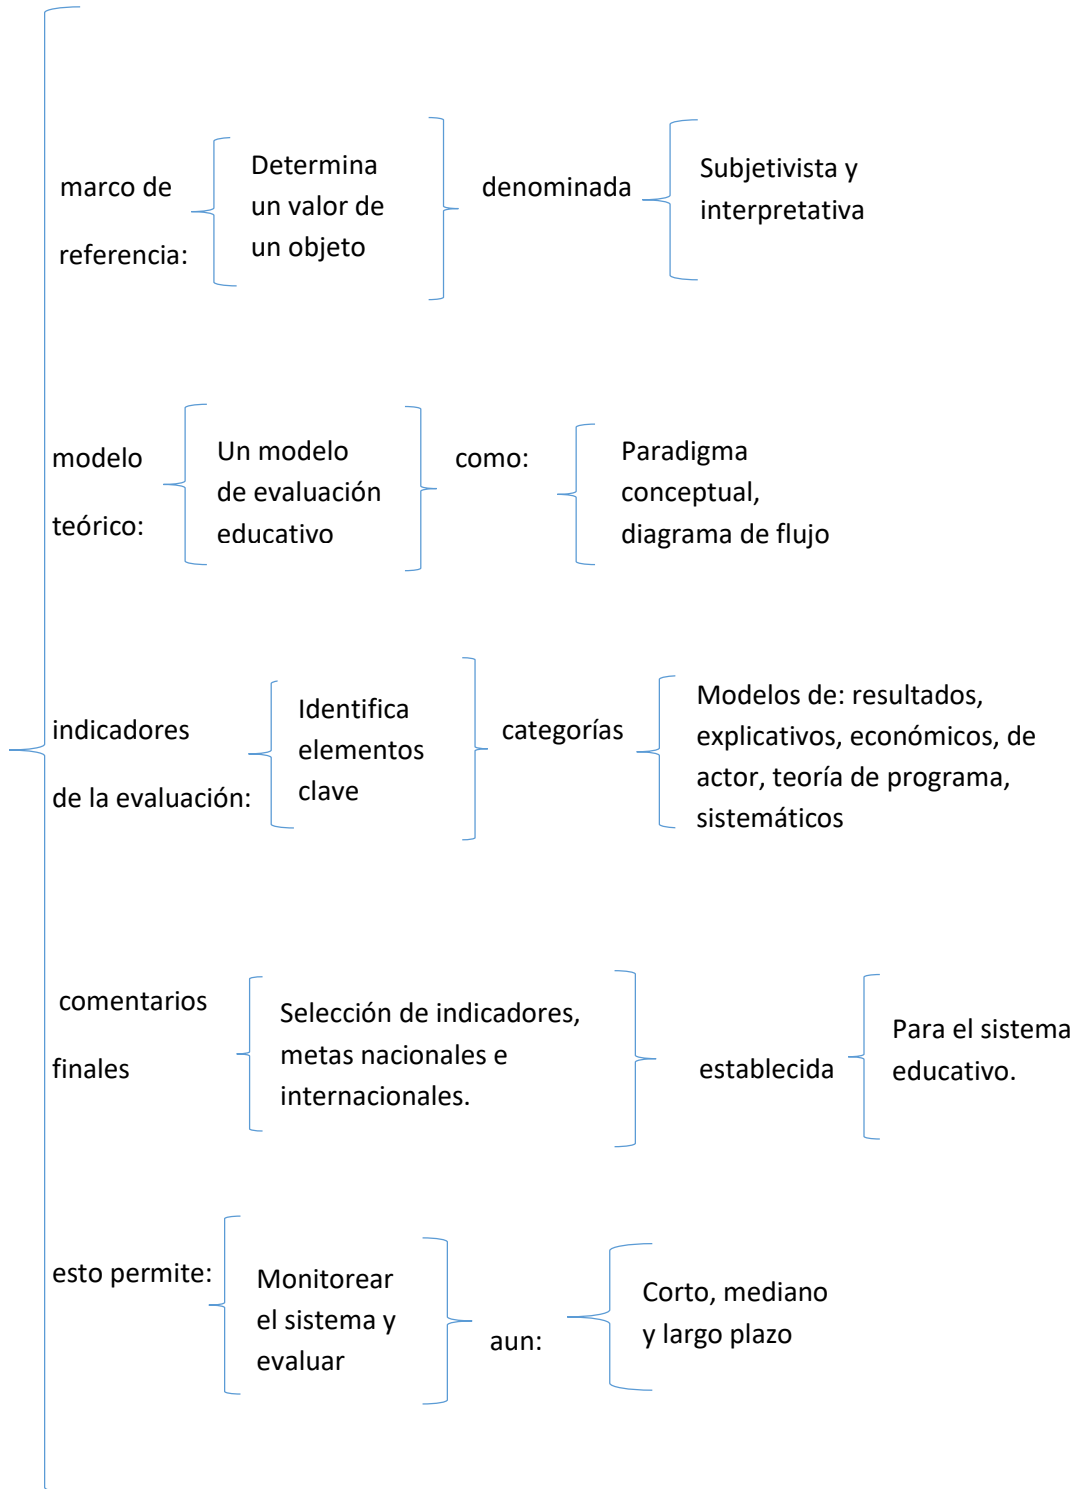 marco de
referencia:
Determina
un valor de
un objeto
denominada
Subjetivista y
interpretativa
modelo
teórico:
Un modelo
de evaluación
educativo
como:
Paradigma
conceptual,
diagrama de flujo
indicadores
de la evaluación:
Identifica
elementos
clave
categorías
Modelos de: resultados,
explicativos, económicos, de
actor, teoría de programa,
sistemáticos
comentarios
finales
Selección de indicadores,
metas nacionales e
internacionales.
establecida
Para el sistema
educativo.
esto permite:
Monitorear
el sistema y
evaluar
aun:
Corto, mediano
y largo plazo